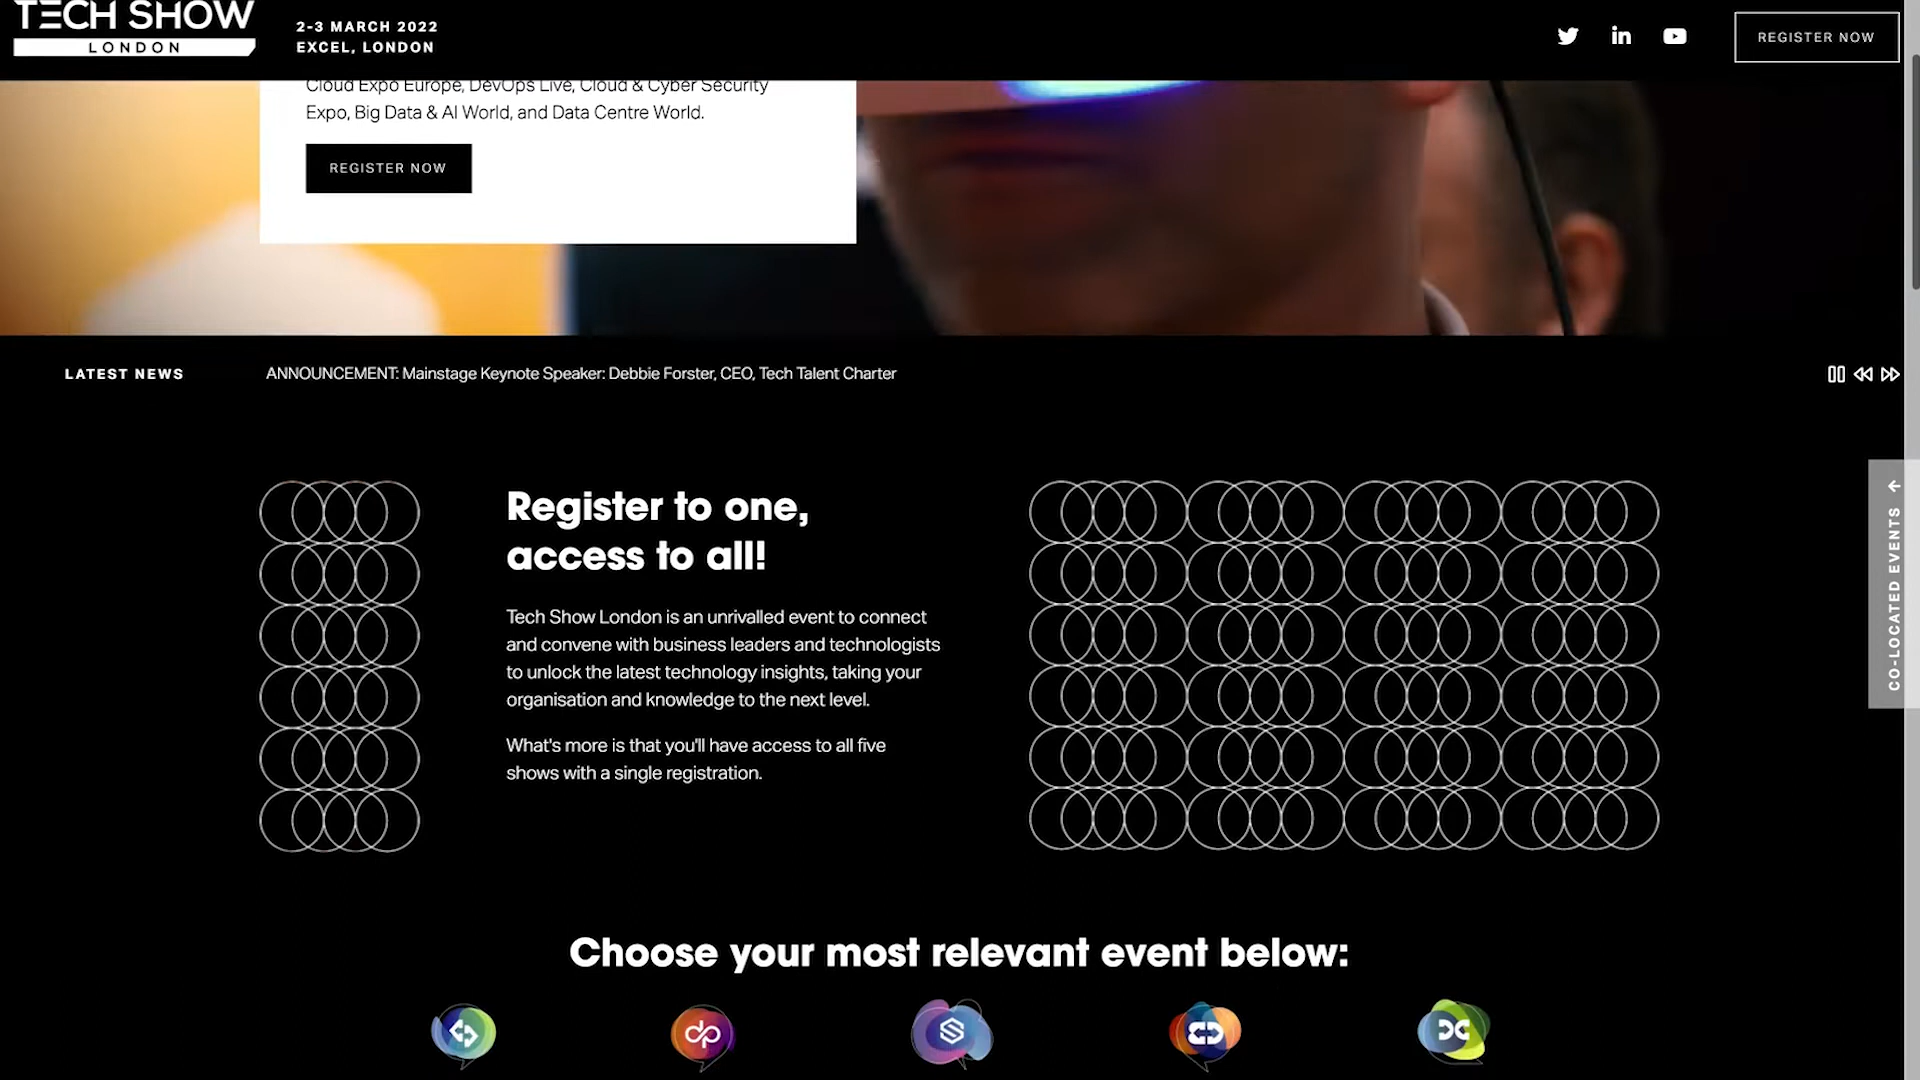 TECH SHOW
LONDON
2-3 MARCH 2022
EXCEL, LONDON
REGISTER NOW
Cloud Expo Europe, DevOps Live, Cloud & Cyber Security
Expo, Big Data & AI World, and Data Centre World.
REGISTER NOW
LATEST NEWS
ANNOUNCEMENT: Mainstage Keynote Speaker: Debbie Forster, CEO, Tech Talent Charter
CO-LOCATED EVENTS
Register to one,
access to all!
Tech Show London is an unrivalled event to connect
and convene with business leaders and technologists
to unlock the latest technology insights, taking your
organisation and knowledge to the next level.
What's more is that you'll have access to all five
shows with a single registration.
Choose your most relevant event below:
dp